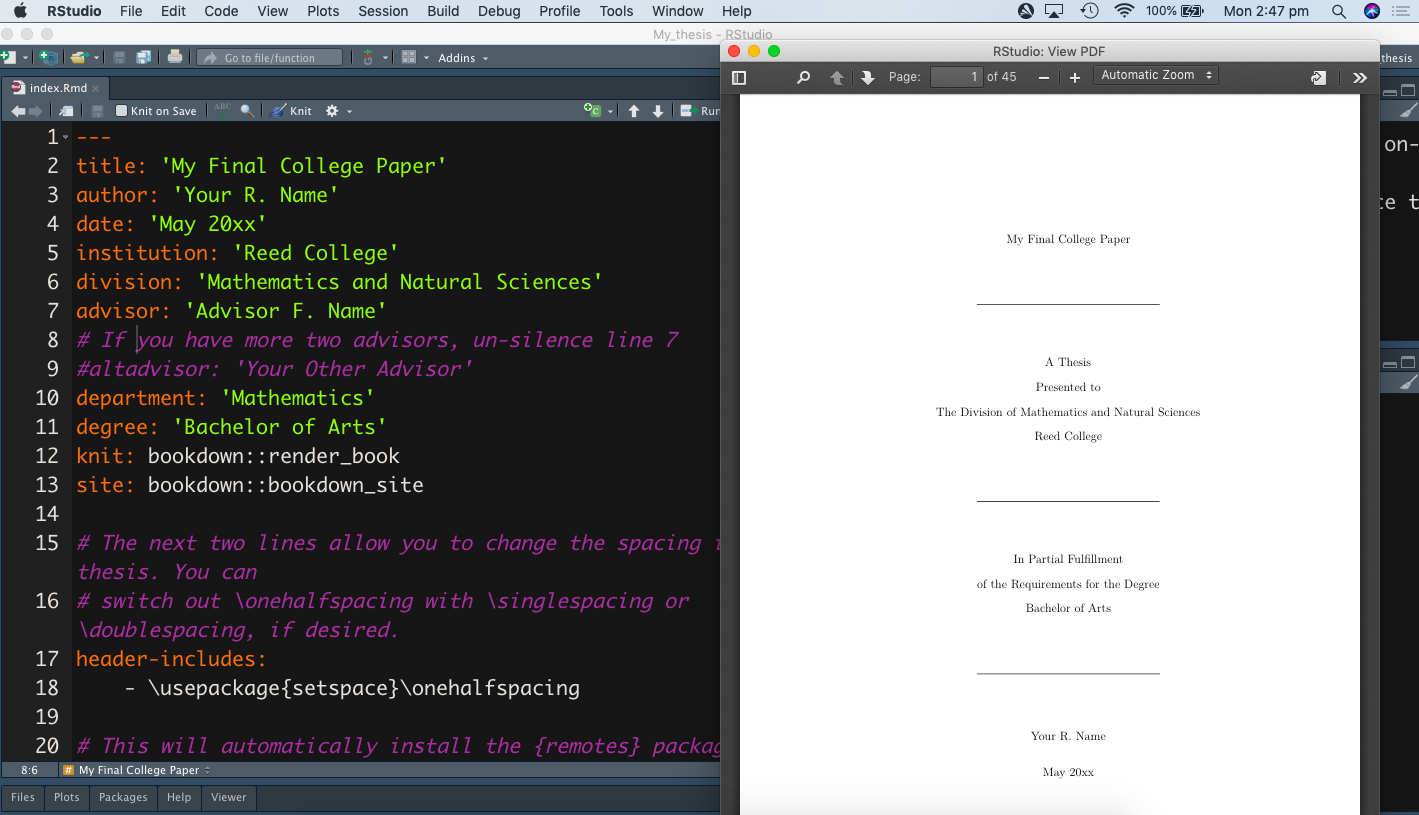 RStudio File Edit Code View Plots Session Build Debug Profile Tools Window Help 100% Mon 2:47 pm
My_thesis - RStudio
Go to file/function Addins
index.Rmd
Knit on Save ABC Knit Run
1 ---
2 title: 'My Final College Paper'
3 author: 'Your R. Name'
4 date: 'May 20xx'
5 institution: 'Reed College'
6 division: 'Mathematics and Natural Sciences'
7 advisor: 'Advisor F. Name'
8 # If you have more two advisors, un-silence line 7
9 #altadvisor: 'Your Other Advisor'
10 department: 'Mathematics'
11 degree: 'Bachelor of Arts'
12 knit: bookdown::render_book
13 site: bookdown::bookdown_site
14
15 # The next two lines allow you to change the spacing
thesis. You can
16 # switch out \onehalfspacing with \singlespacing or
\doublespacing, if desired.
17 header-includes:
18 - \usepackage{setspace}\onehalfspacing
19
20 # This will automatically install the {remotes} packag
8:6 # My Final College Paper
Files Plots Packages Help Viewer
RStudio: View PDF
Page: 1 of 45 Automatic Zoom
My Final College Paper
A Thesis
Presented to
The Division of Mathematics and Natural Sciences
Reed College
In Partial Fulfillment
of the Requirements for the Degree
Bachelor of Arts
Your R. Name
May 20xx
thesis
on-